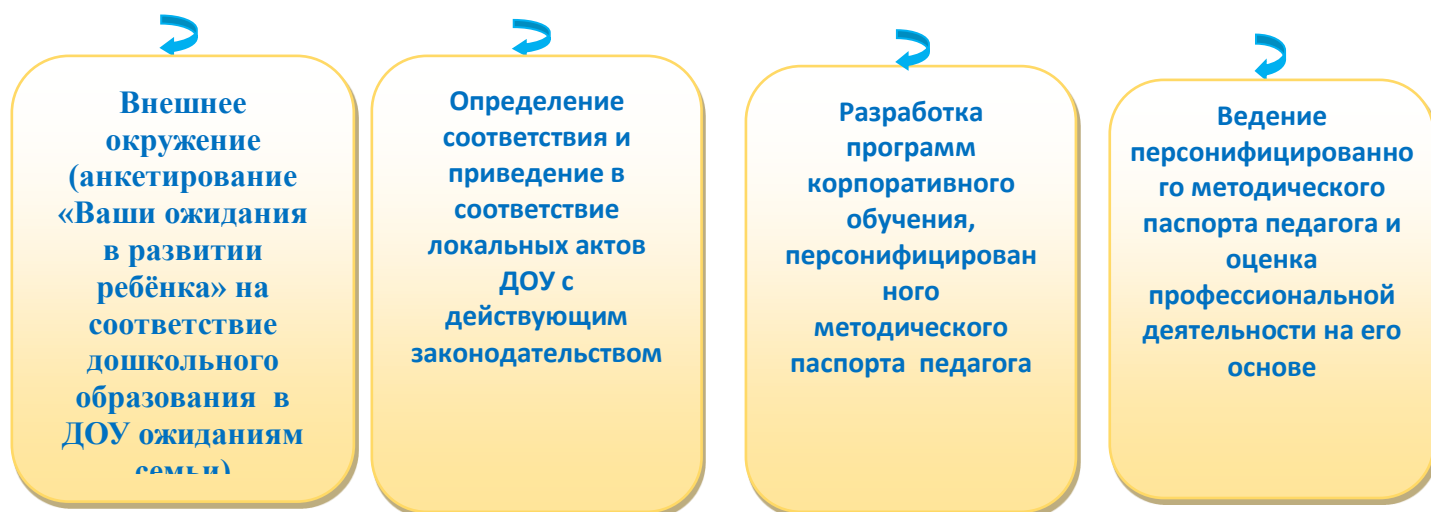 Внешнее
окружение
(анкетирование
«Ваши ожидания
в развитии
ребёнка» на
соответствие
дошкольного
образования в
ДОУ ожиданиям
семьи)
Определение
соответствия и
приведение в
соответствие
локальных актов
ДОУ с
действующим
законодательством
Разработка
программ
корпоративного
обучения,
персонифицирован
ного
методического
паспорта педагога
Ведение
персонифицированно
го методического
паспорта педагога и
оценка
профессиональной
деятельности на его
основе